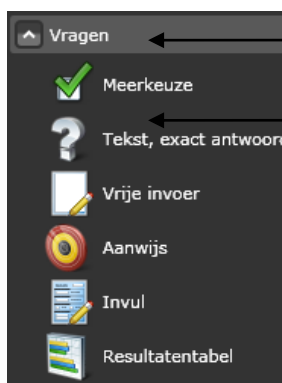 Vragen
Meerkeuze
Tekst, exact antwoord
Vrije invoer
Aanwijs
Invul
Resultatentabel